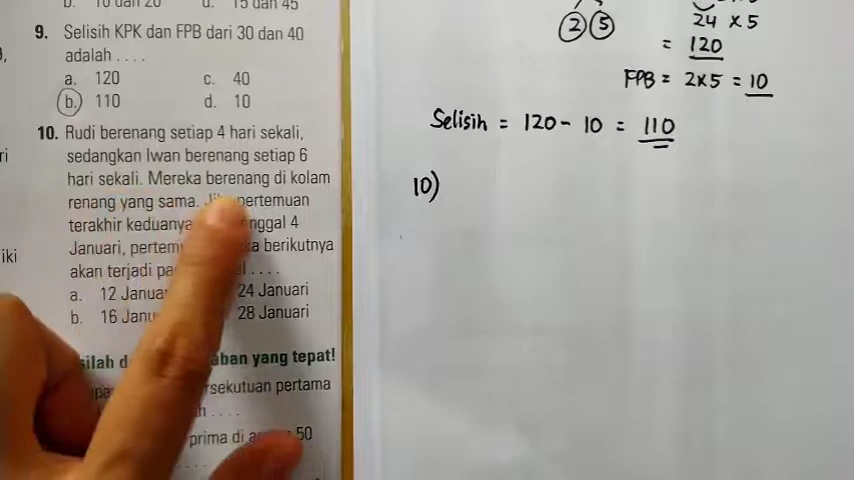 b. 10 dan 20 d. 15 dan 45
9. Selisih KPK dan FPB dari 30 dan 40
adalah . . . .
a. 120 c. 40
b. 110 d. 10
10. Rudi berenang setiap 4 hari sekali,
sedangkan Iwan berenang setiap 6
hari sekali. Mereka berenang di kolam
renang yang sama. pertemuan
terakhir keduanya 4
Januari, berikutnya
akan terjadi . . . .
a. 12 24 Januari
b. 16 28 Januari
yang tepat!
pertama
. . . .
prima di 50
ri
iki
2 5
24 x 5
= 120
FPB = 2x5 = 10
Selisih = 120 - 10 = 110
10)